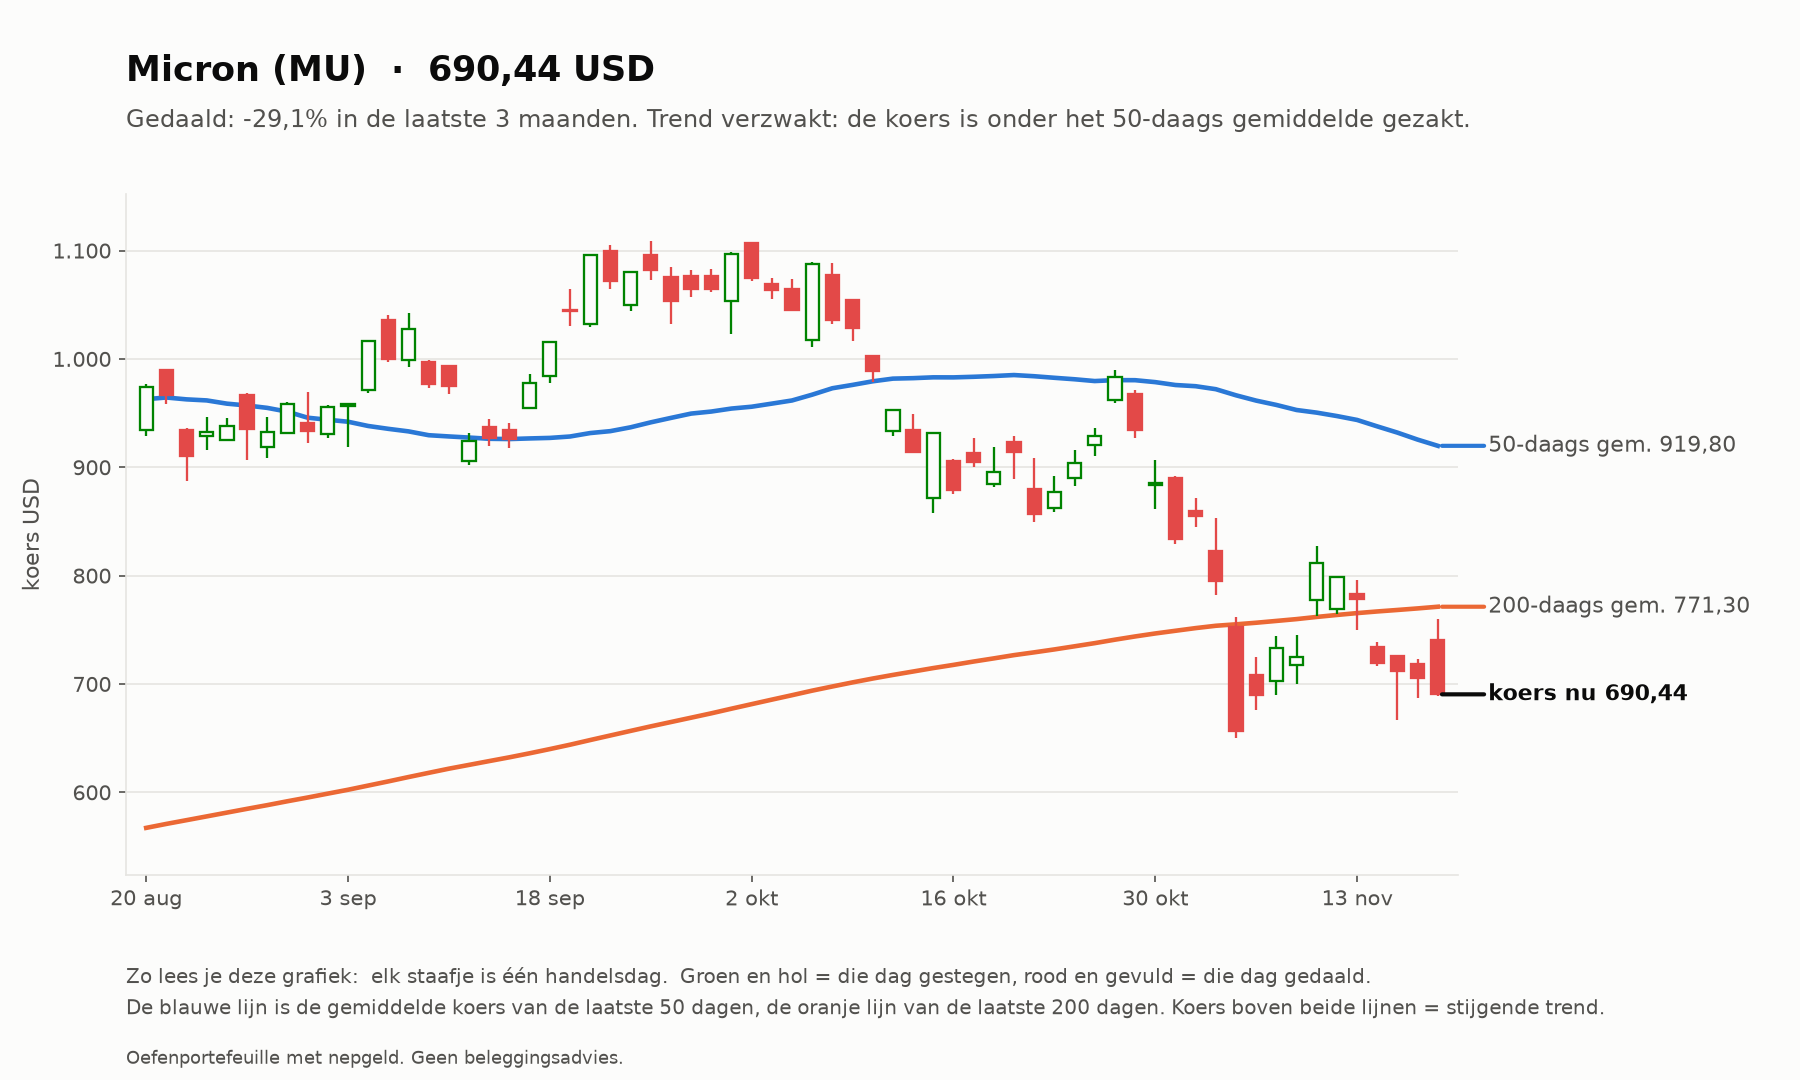 Micron (MU)  ·  690,44 USD
Gedaald: -29,1% in de laatste 3 maanden. Trend verzwakt: de koers is onder het 50-daags gemiddelde gezakt.
koers USD
1.100
1.000
900
800
700
600
50-daags gem. 919,80
200-daags gem. 771,30
koers nu 690,44
20 aug
3 sep
18 sep
2 okt
16 okt
30 okt
13 nov
Zo lees je deze grafiek:  elk staafje is één handelsdag.  Groen en hol = die dag gestegen, rood en gevuld = die dag gedaald.
De blauwe lijn is de gemiddelde koers van de laatste 50 dagen, de oranje lijn van de laatste 200 dagen. Koers boven beide lijnen = stijgende trend.
Oefenportefeuille met nepgeld. Geen beleggingsadvies.